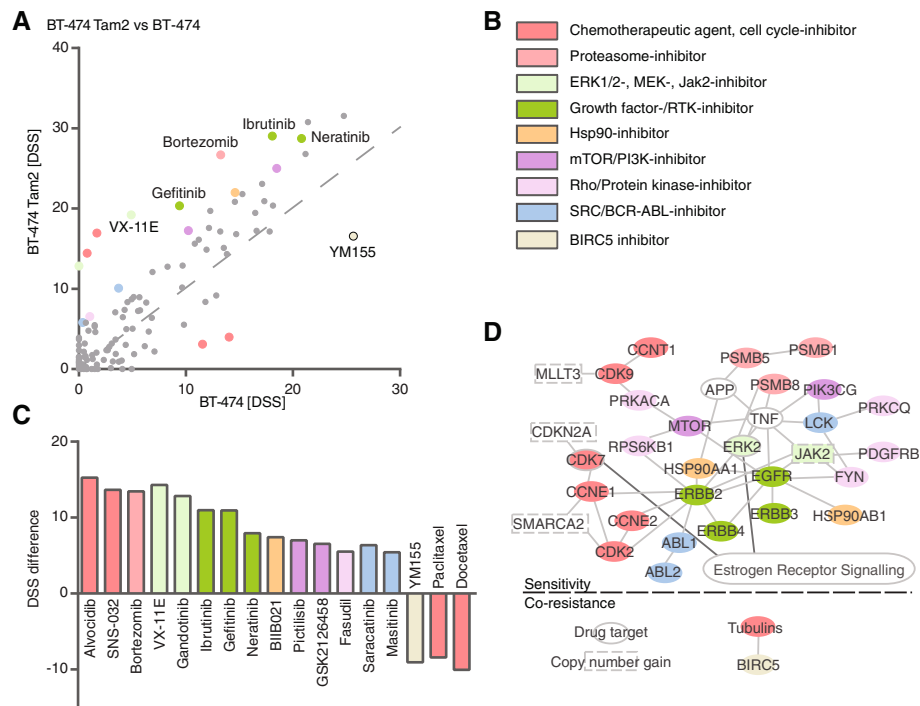 A
BT-474 Tam2 vs BT-474
BT-474 Tam2 [DSS]
40
30
20
10
0
0
10
20
30
BT-474 [DSS]
Ibrutinib
Neratinib
Bortezomib
Gefitinib
VX-11E
YM155
B
Chemotherapeutic agent, cell cycle-inhibitor
Proteasome-inhibitor
ERK1/2-, MEK-, Jak2-inhibitor
Growth factor-/RTK-inhibitor
Hsp90-inhibitor
mTOR/PI3K-inhibitor
Rho/Protein kinase-inhibitor
SRC/BCR-ABL-inhibitor
BIRC5 inhibitor
C
DSS difference
20
10
0
-10
Alvocidib
SNS-032
Bortezomib
VX-11E
Gandotinib
Ibrutinib
Gefitinib
Neratinib
BIIB021
Pictilisib
GSK2126458
Fasudil
Saracatinib
Masitinib
YM155
Paclitaxel
Docetaxel
D
CCNT1
PSMB5
PSMB1
MLLT3
CDK9
APP
PSMB8
PIK3CG
PRKACA
PRKCQ
MTOR
TNF
LCK
CDKN2A
RPS6KB1
ERK2
JAK2
PDGFRB
CDK7
HSP90AA1
EGFR
FYN
CCNE1
ERBB2
SMARCA2
CCNE2
ERBB4
ERBB3
HSP90AB1
CDK2
ABL1
ABL2
Estrogen Receptor Signalling
Sensitivity
Co-resistance
Drug target
Tubulins
Copy number gain
BIRC5